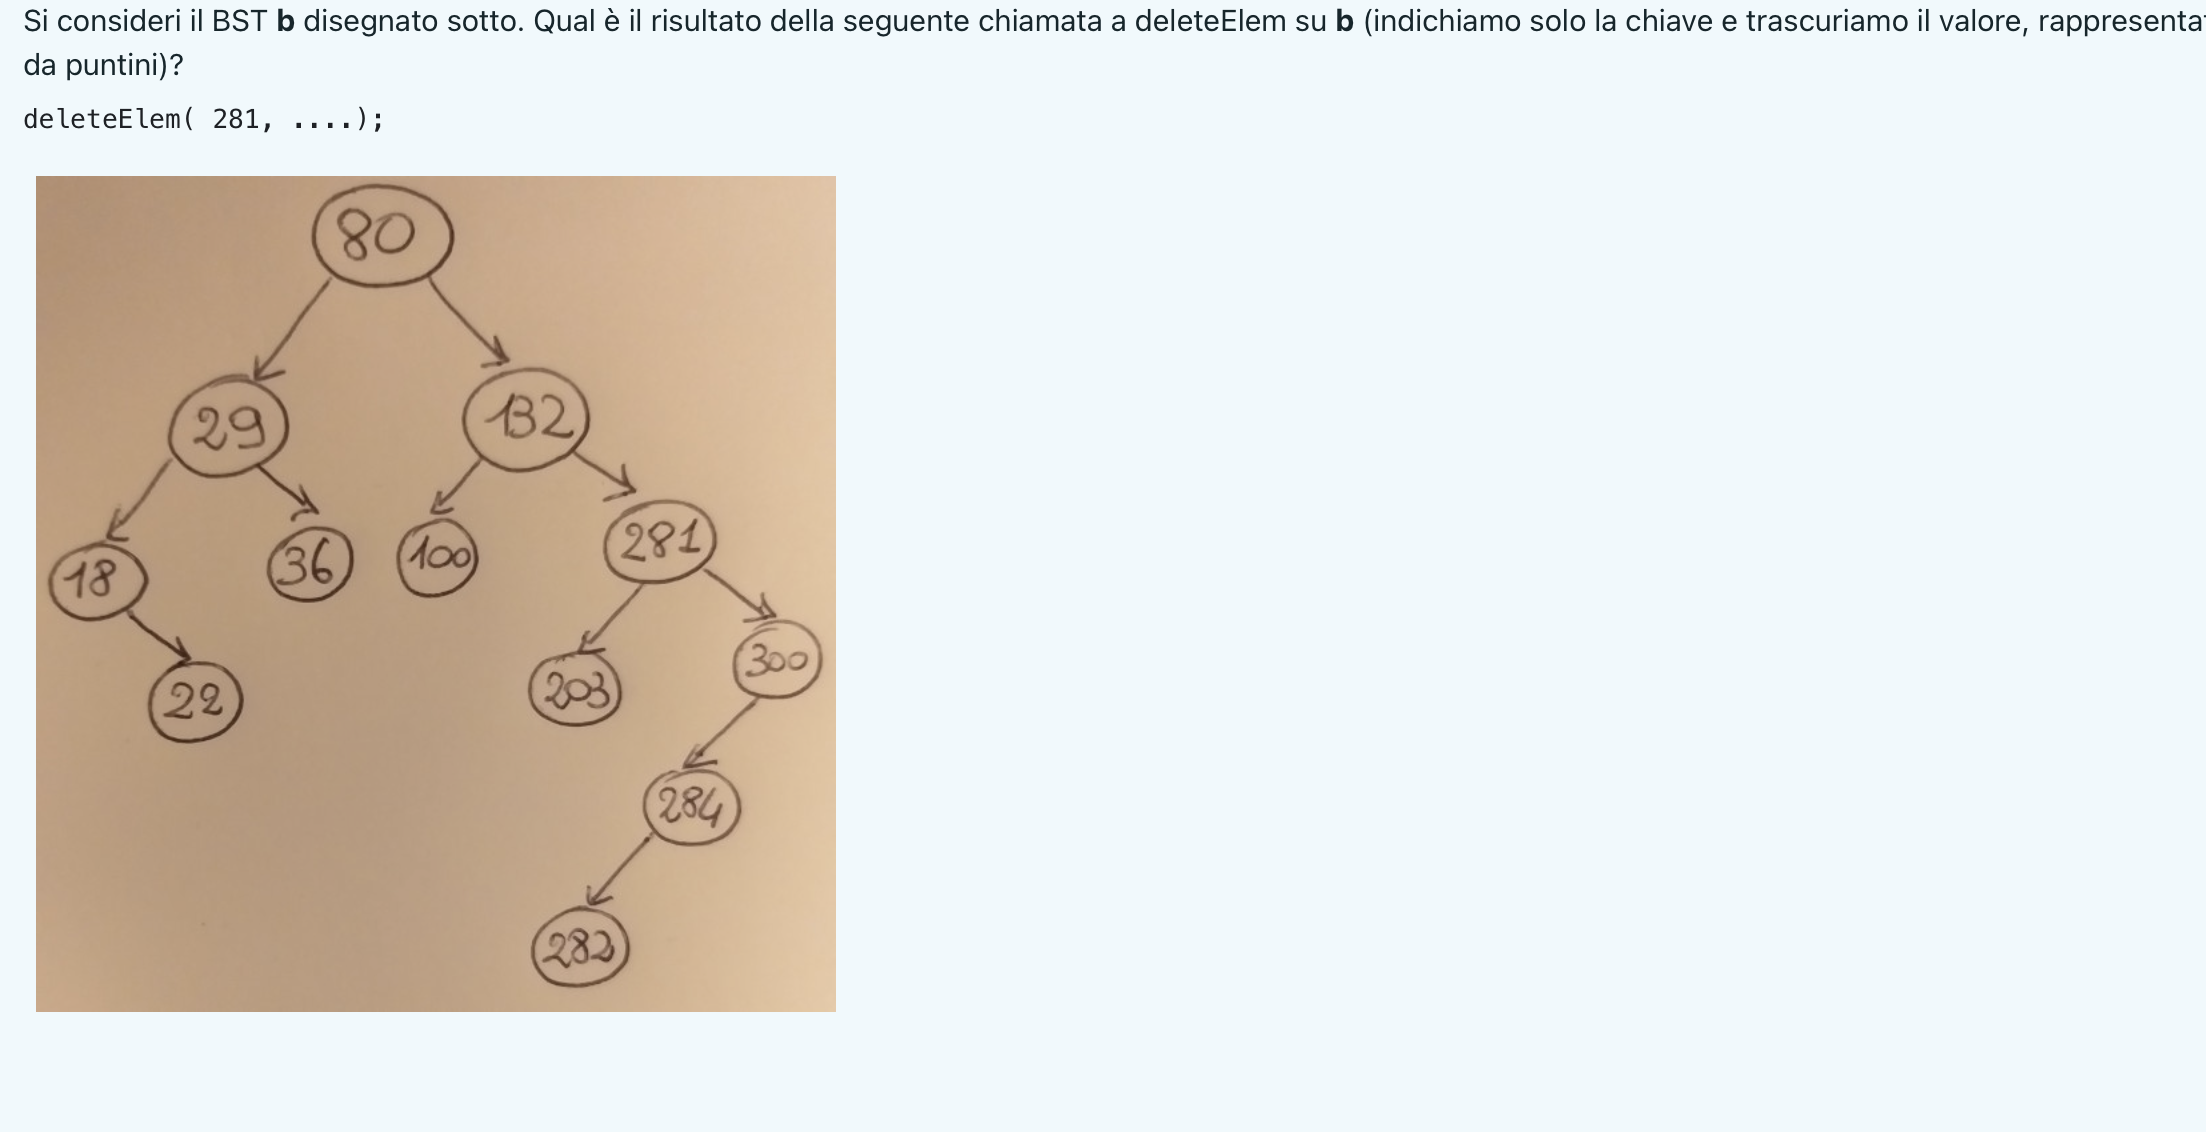 Si consideri il BST b disegnato sotto. Qual è il risultato della seguente chiamata a deleteElem su b (indichiamo solo la chiave e trascuriamo il valore, rappresenta
da puntini)?
deleteElem( 281, ....);
80
29 132
18 36 100 281
22 203 300
284
282